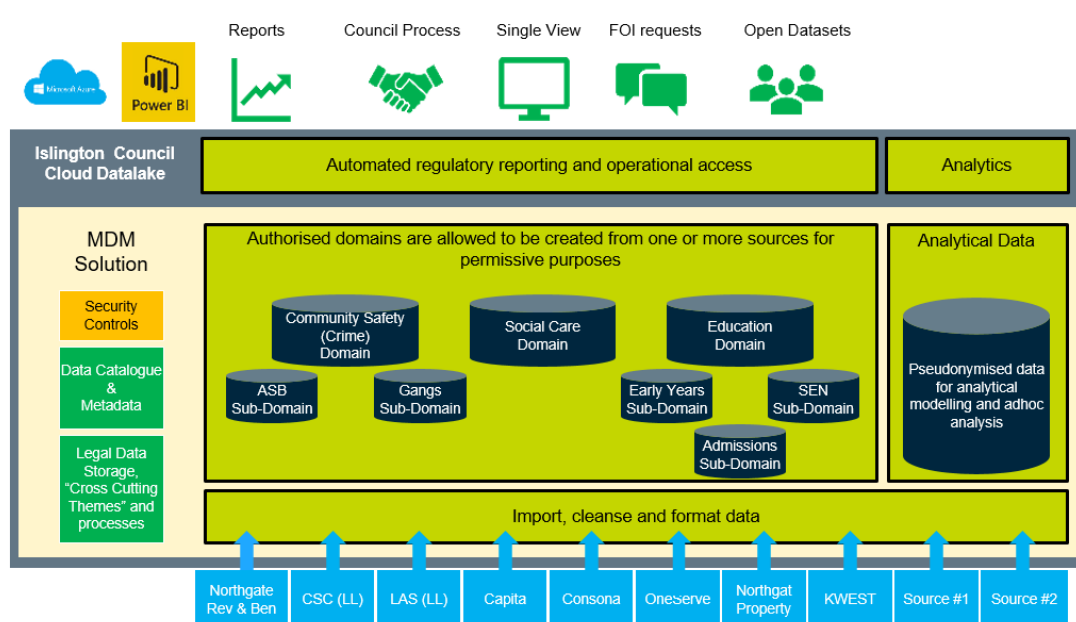 Reports
Council Process
Single View
FOI requests
Open Datasets
Microsoft Azure
Power BI
Islington Council
Cloud Datalake
Automated regulatory reporting and operational access
Analytics
MDM
Solution
Security
Controls
Data Catalogue
&
Metadata
Legal Data
Storage,
“Cross Cutting
Themes” and
processes
Authorised domains are allowed to be created from one or more sources for
permissive purposes
Community Safety
(Crime)
Domain
Social Care
Domain
Education
Domain
ASB
Sub-Domain
Gangs
Sub-Domain
Early Years
Sub-Domain
SEN
Sub-Domain
Admissions
Sub-Domain
Analytical Data
Pseudonymised data
for analytical
modelling and adhoc
analysis
Import, cleanse and format data
Northgate
Rev & Ben
CSC (LL)
LAS (LL)
Capita
Consona
OneServe
Northgat
Property
KWEST
Source #1
Source #2